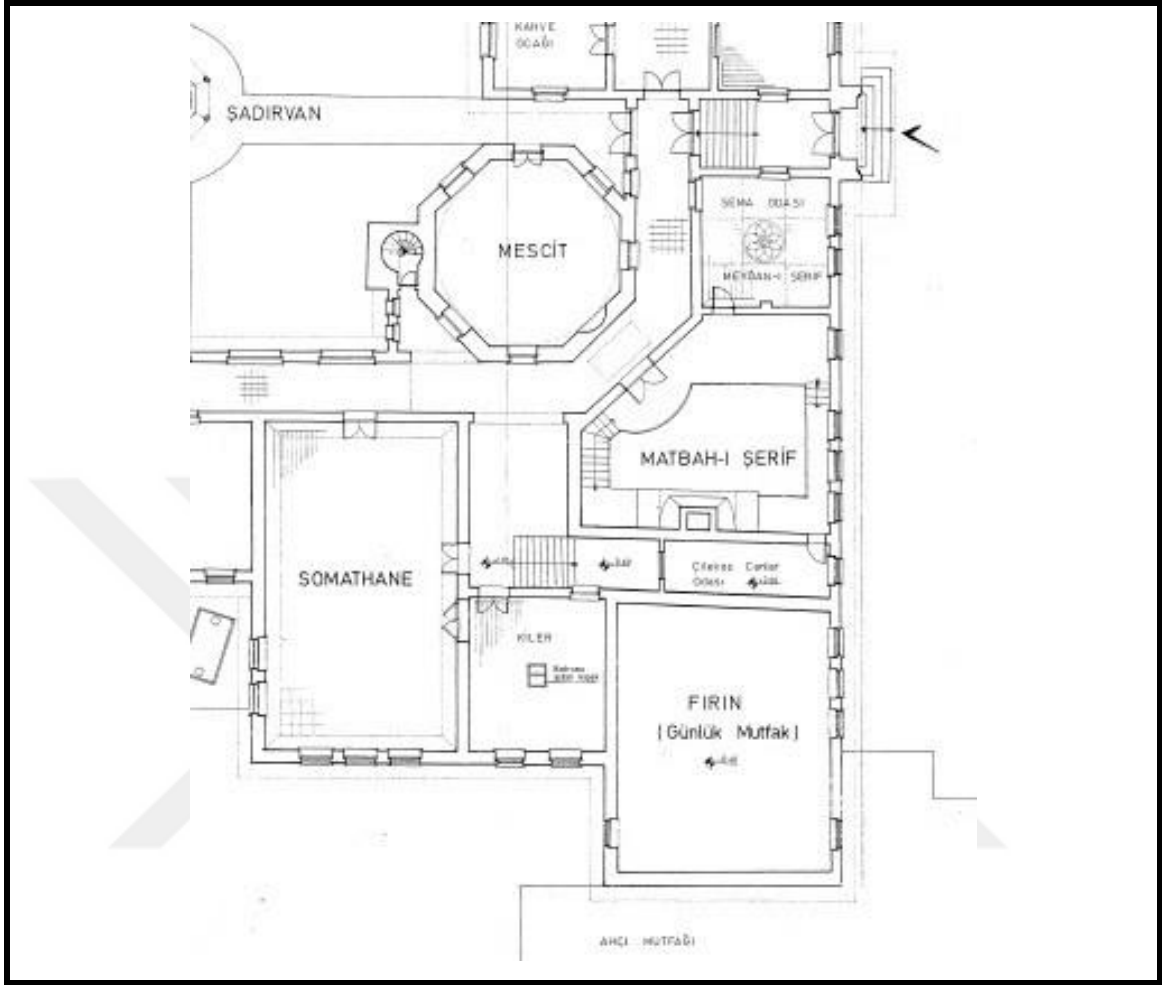 KAHVE
OCAĞI
ŞADIRVAN
SEMA ODASI
MESCİT
MEYDAN-I ŞERİF
MATBAH-I ŞERİF
SOMATHANE
Çilekeş Canlar
Odası
KİLER
FIRIN
(Günlük Mutfak)
AHÇI MUTFAĞI